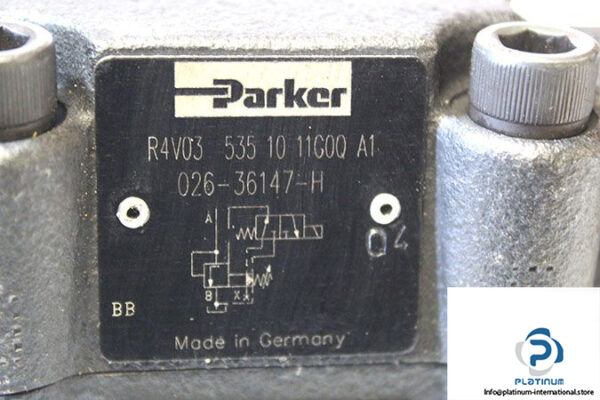 Parker
R4V03 535 10 11G0Q A1
026-36147-H
A
B X
04
BB
Made in Germany
PLATINUM
Info@platinum-international.store